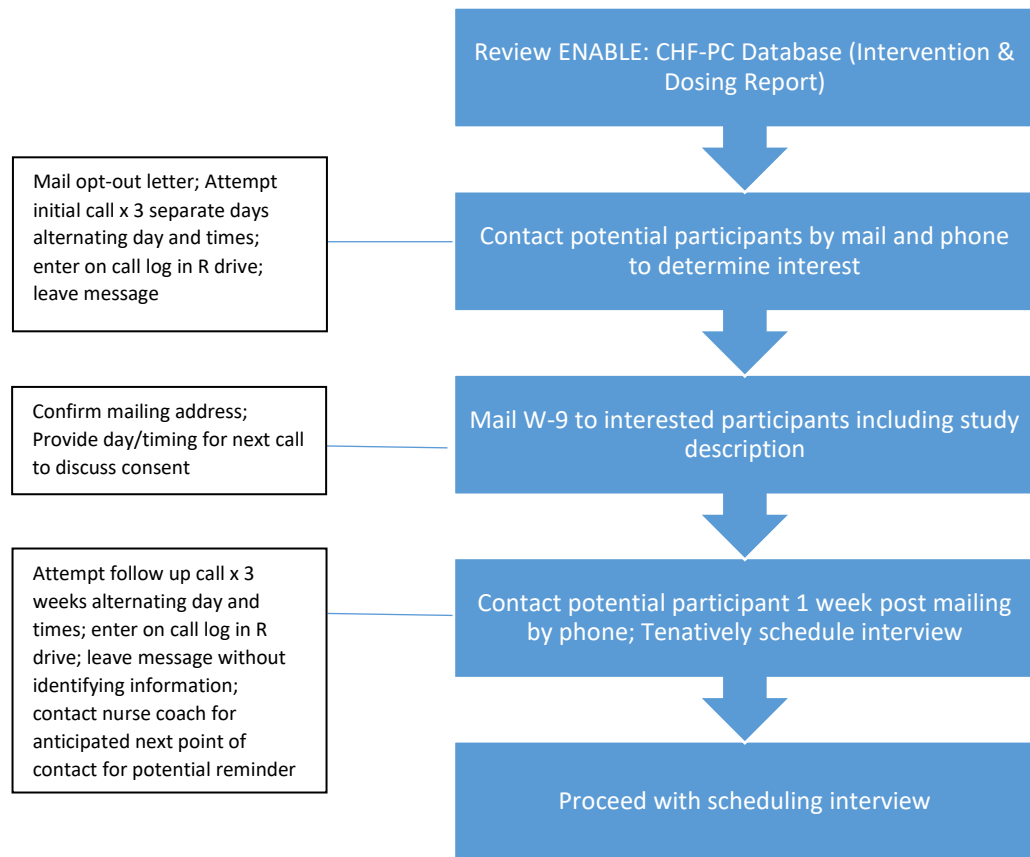 Review ENABLE: CHF-PC Database (Intervention &
Dosing Report)
Mail opt-out letter; Attempt
initial call x 3 separate days
alternating day and times;
enter on call log in R drive;
leave message
Contact potential participants by mail and phone
to determine interest
Confirm mailing address;
Provide day/timing for next call
to discuss consent
Mail W-9 to interested participants including study
description
Attempt follow up call x 3
weeks alternating day and
times; enter on call log in R
drive; leave message without
identifying information;
contact nurse coach for
anticipated next point of
contact for potential reminder
Contact potential participant 1 week post mailing
by phone; Tenatively schedule interview
Proceed with scheduling interview